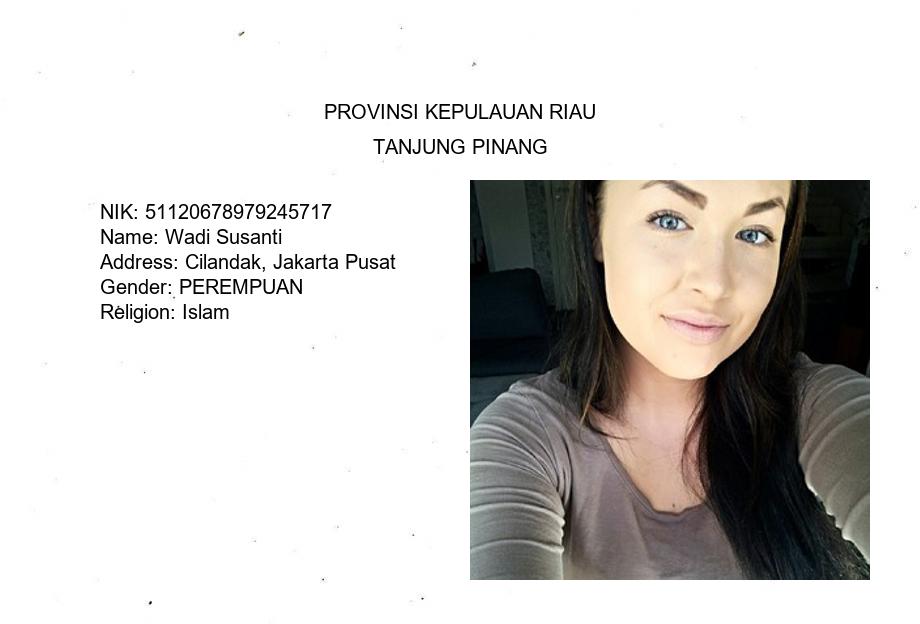 PROVINSI KEPULAUAN RIAU
TANJUNG PINANG
NIK: 51120678979245717
Name: Wadi Susanti
Address: Cilandak, Jakarta Pusat
Gender: PEREMPUAN
Religion: Islam